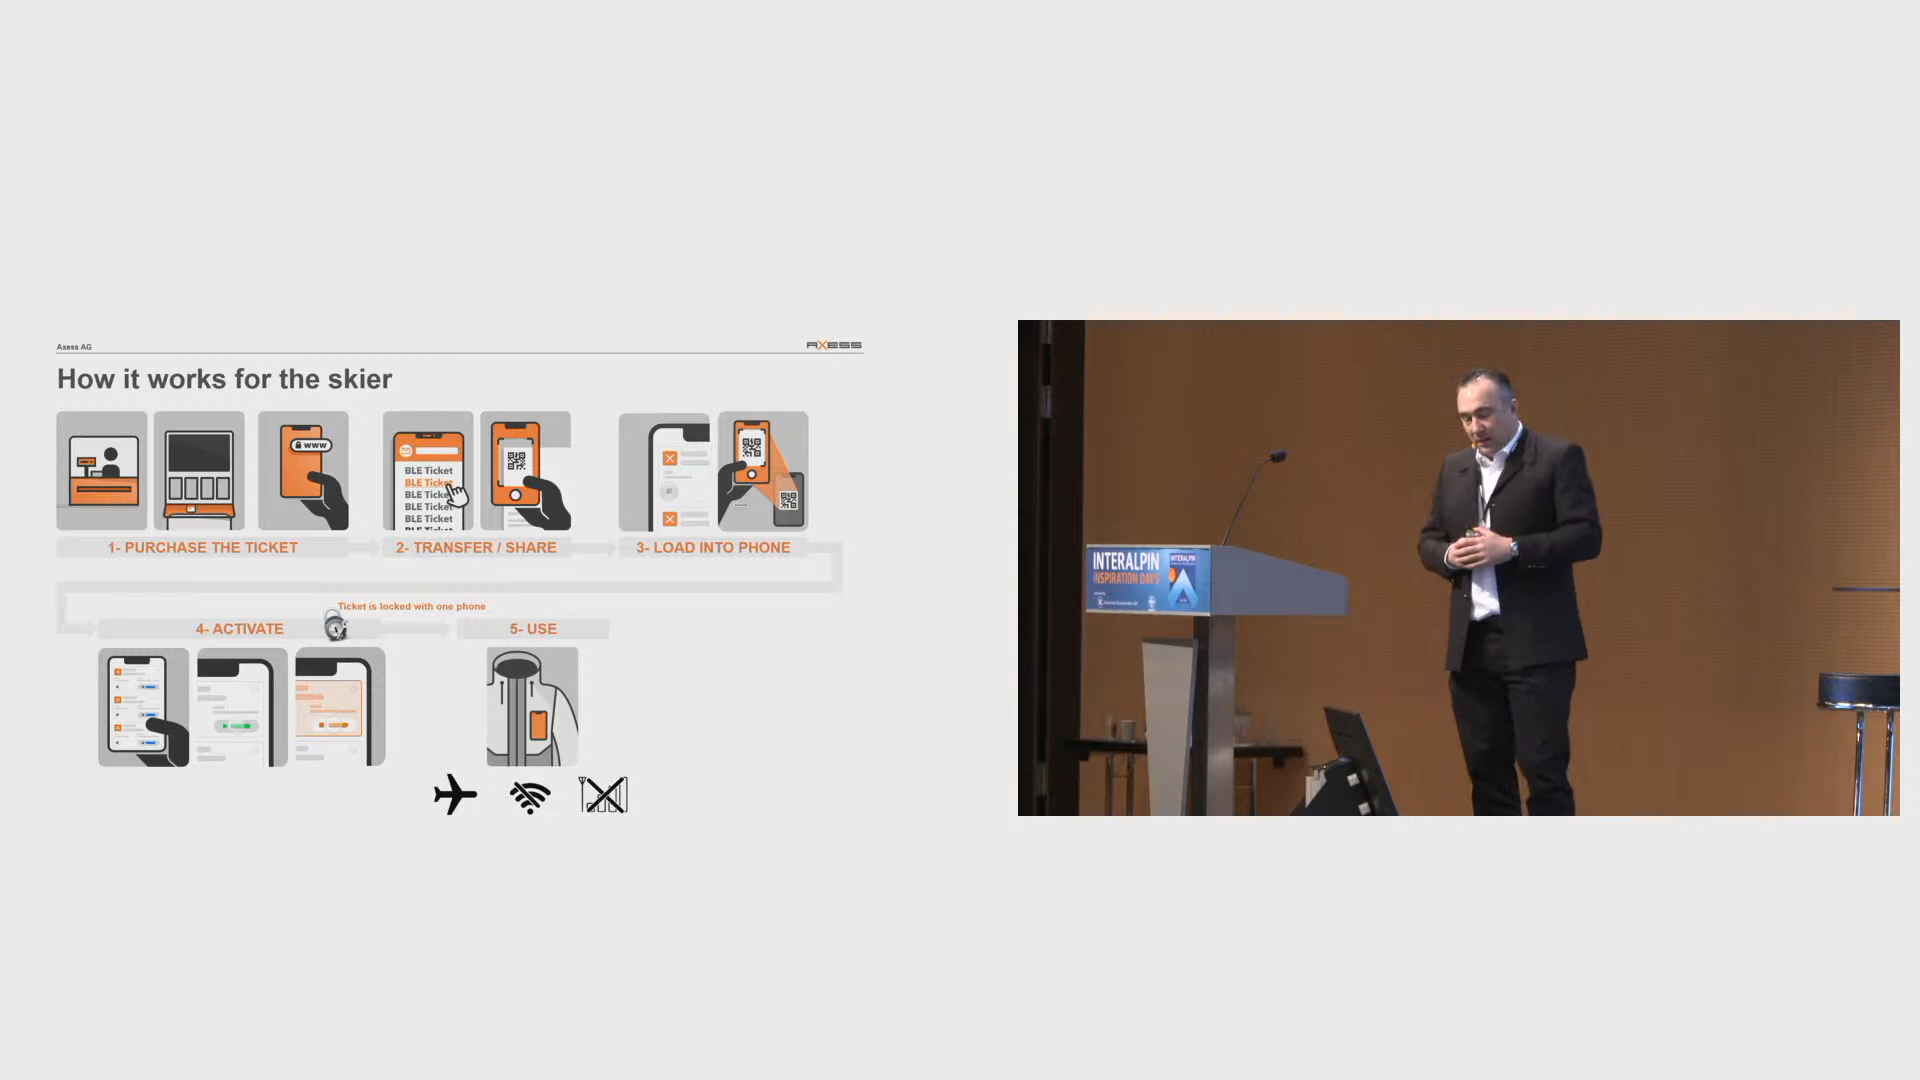 Axess AG
AXESS
How it works for the skier
www
BLE Ticket
BLE Ticket
BLE Ticket
BLE Ticket
BLE Ticket
1- PURCHASE THE TICKET
2- TRANSFER / SHARE
3- LOAD INTO PHONE
Ticket is locked with one phone
4- ACTIVATE
5- USE
INTERALPIN
INSPIRATION DAYS
INTERALPIN